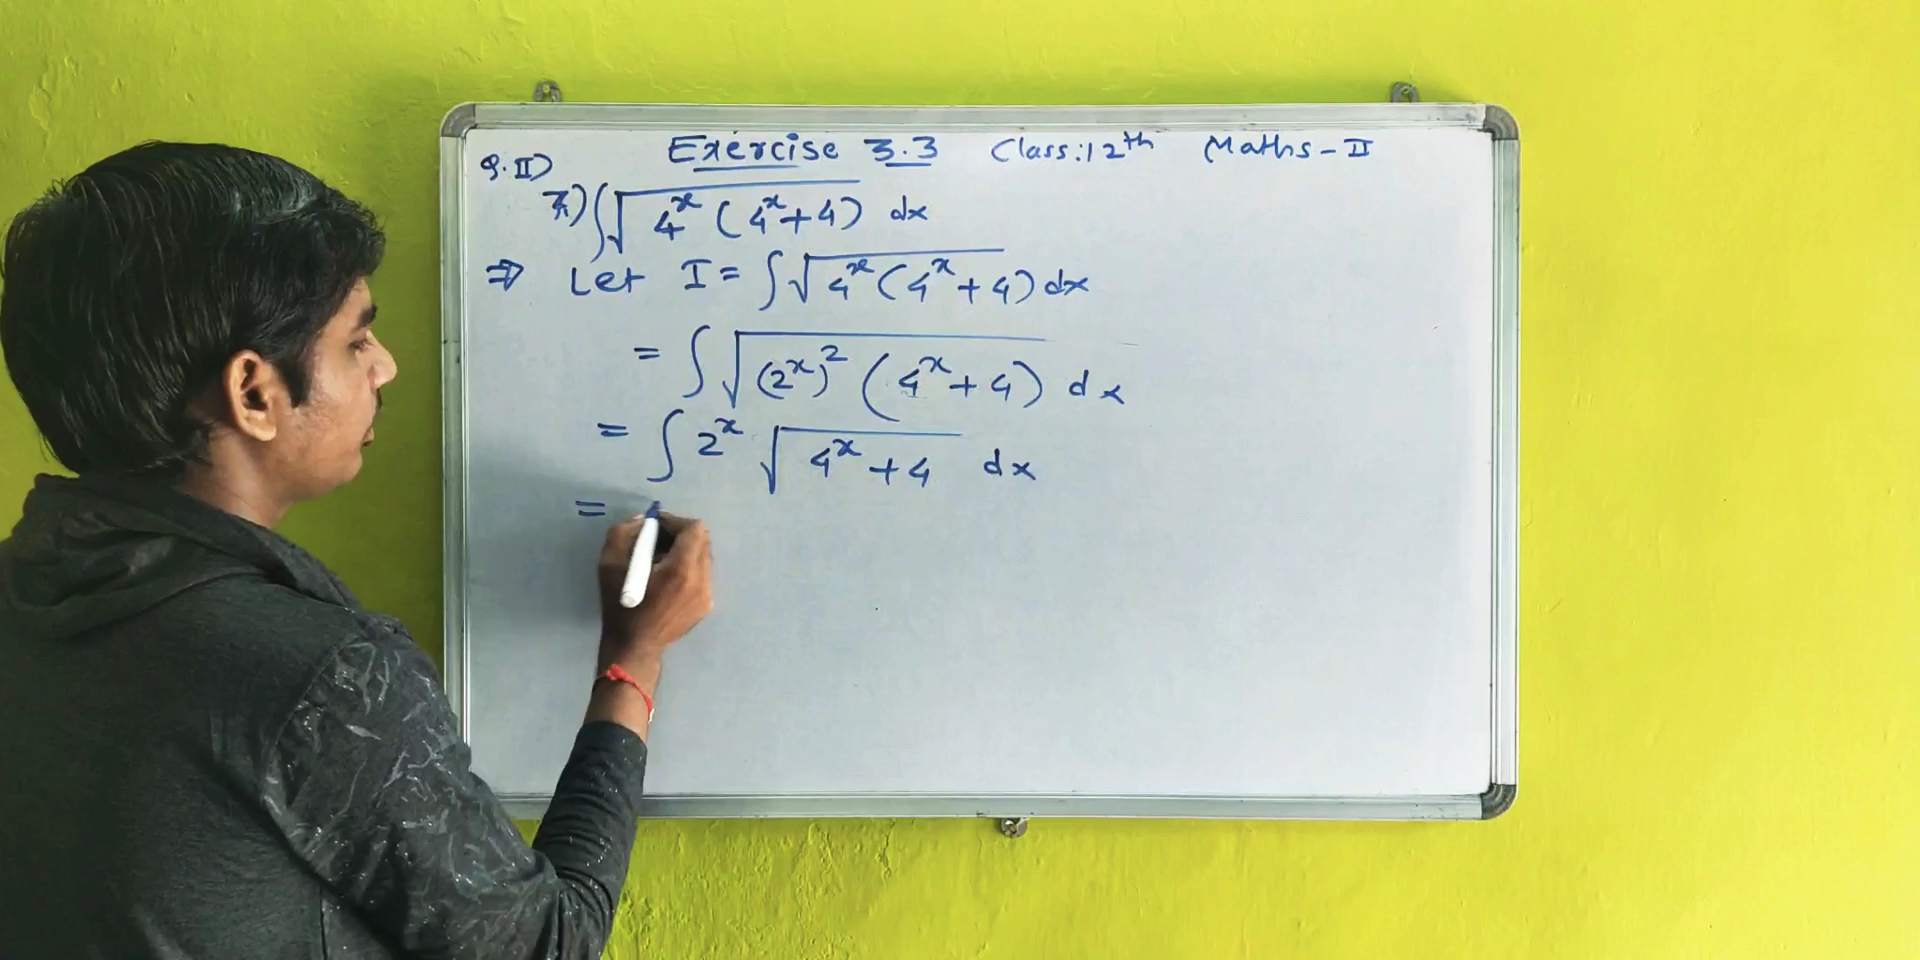 Exercise 3.3 Class:12th Maths-II
Q.II)
7) ∫√4^x (4^x+4) dx
⇒ Let I = ∫√4^x (4^x+4) dx
= ∫√(2^x)^2 (4^x+4) dx
= ∫ 2^x √4^x+4 dx
=